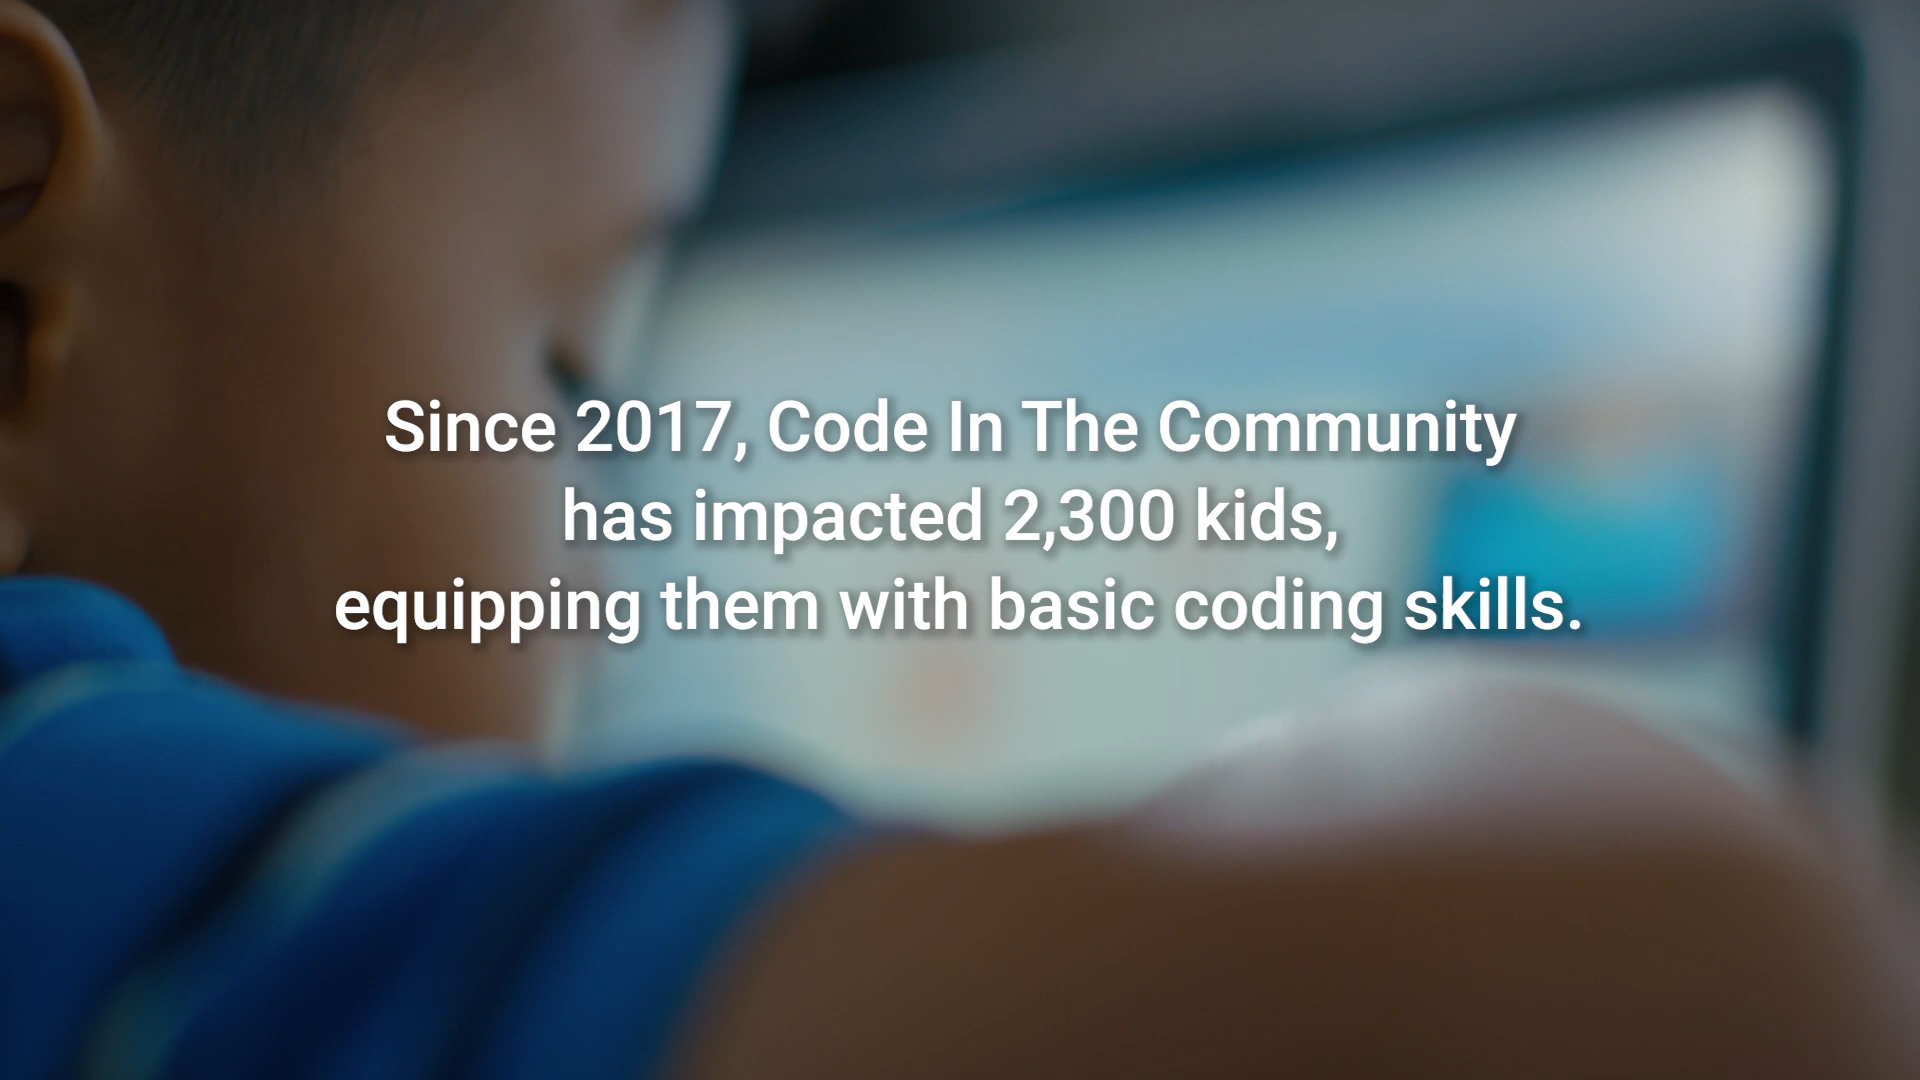 Since 2017, Code In The Community
has impacted 2,300 kids,
equipping them with basic coding skills.